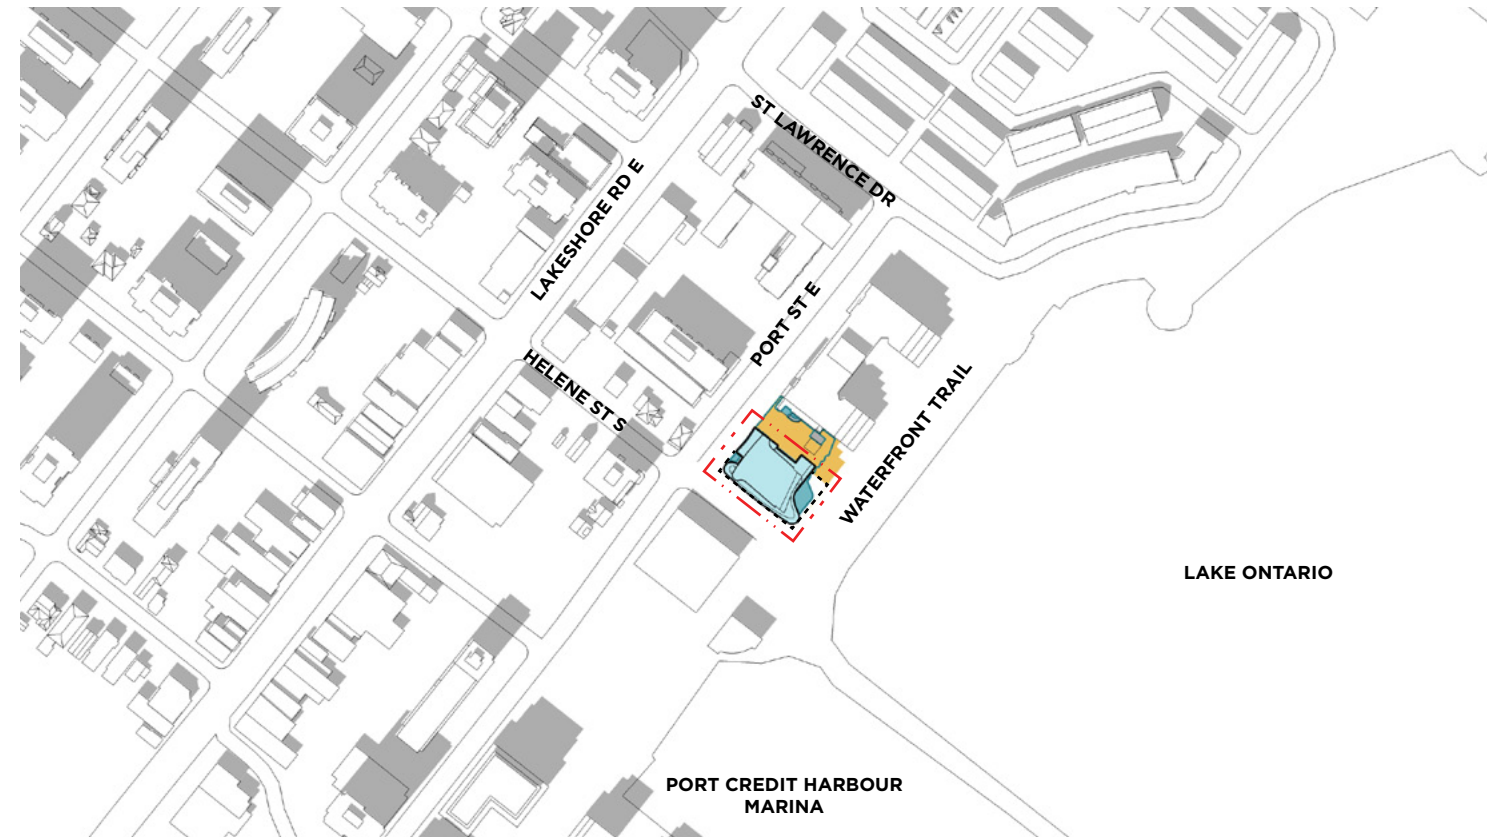 ST LAWRENCE DR
LAKESHORE RD E
PORT ST E
HELENE ST S
WATERFRONT TRAIL
LAKE ONTARIO
PORT CREDIT HARBOUR
MARINA